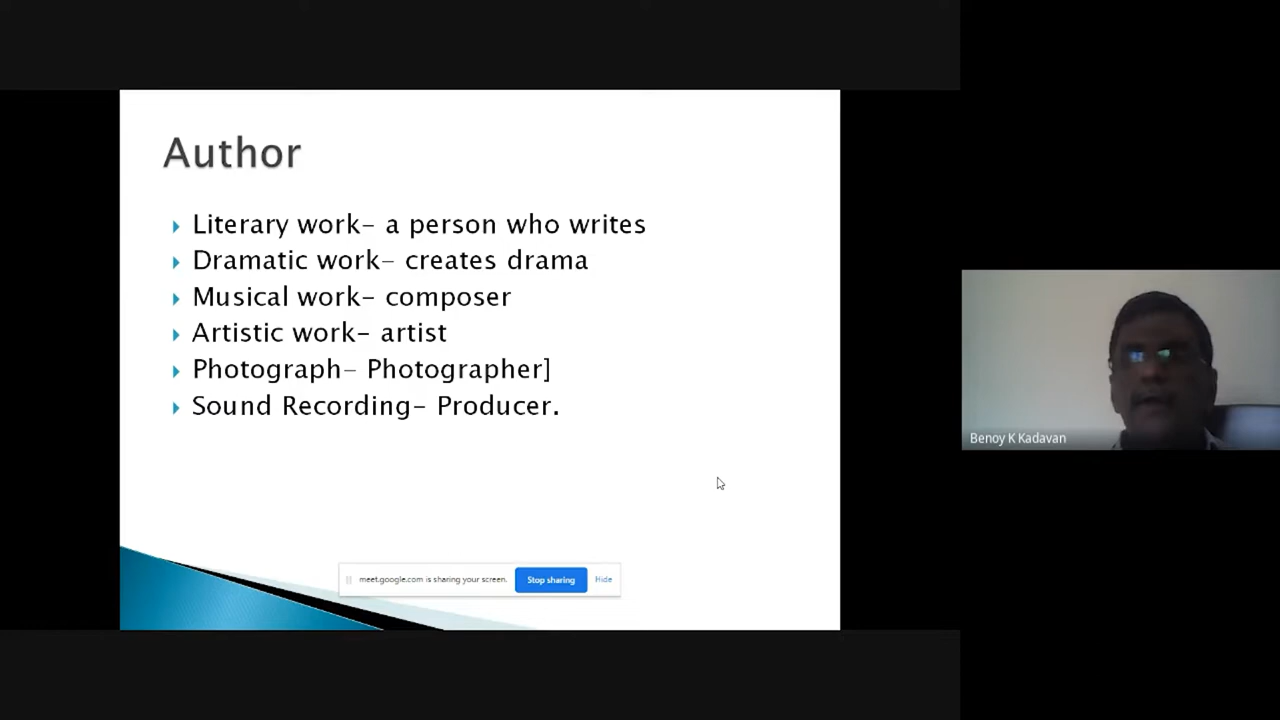 Author
Literary work- a person who writes
Dramatic work- creates drama
Musical work- composer
Artistic work- artist
Photograph- Photographer]
Sound Recording- Producer.
Benoy K Kadavan
meet.google.com is sharing your screen. Stop sharing Hide